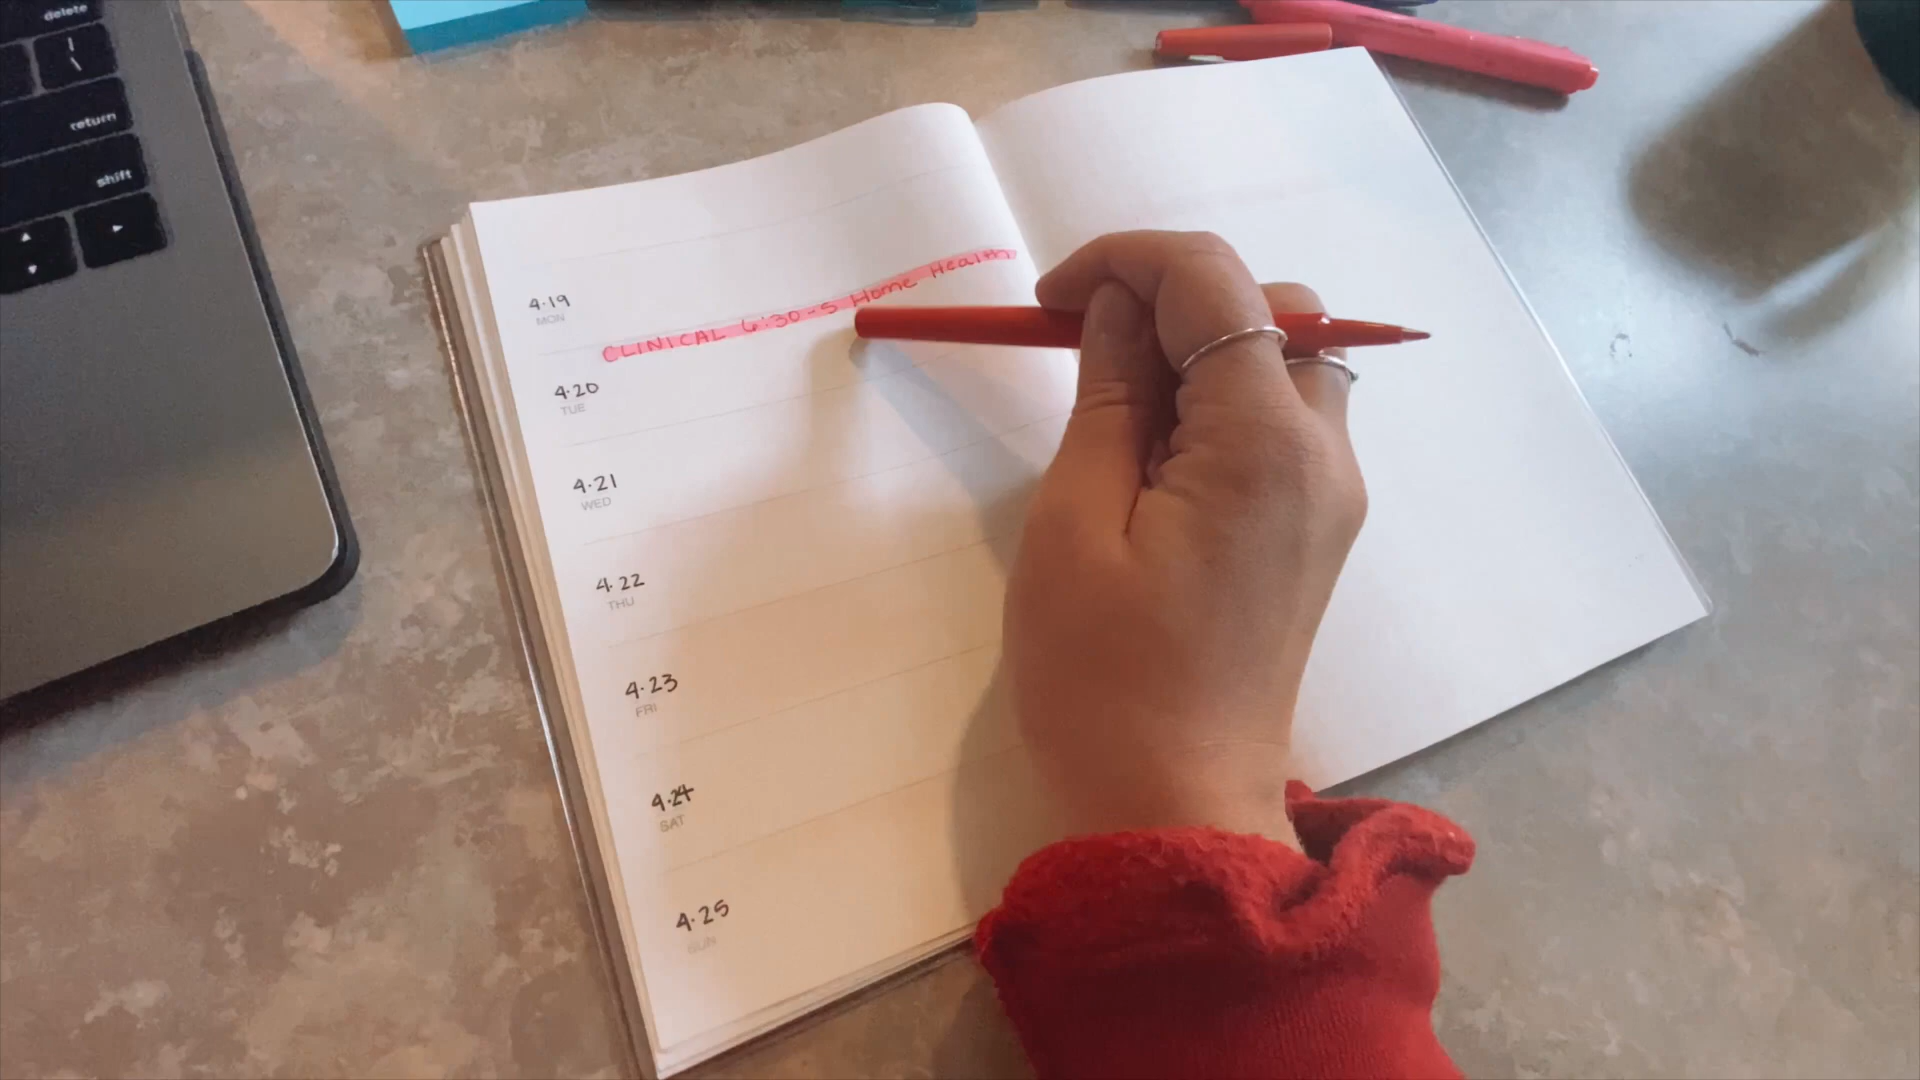 delete
|
\
return
shift
4.19
MON
CLINICAL 6:30-5 Home Health
4.20
TUE
4.21
WED
4.22
THU
4.23
FRI
4.24
SAT
4.25
SUN